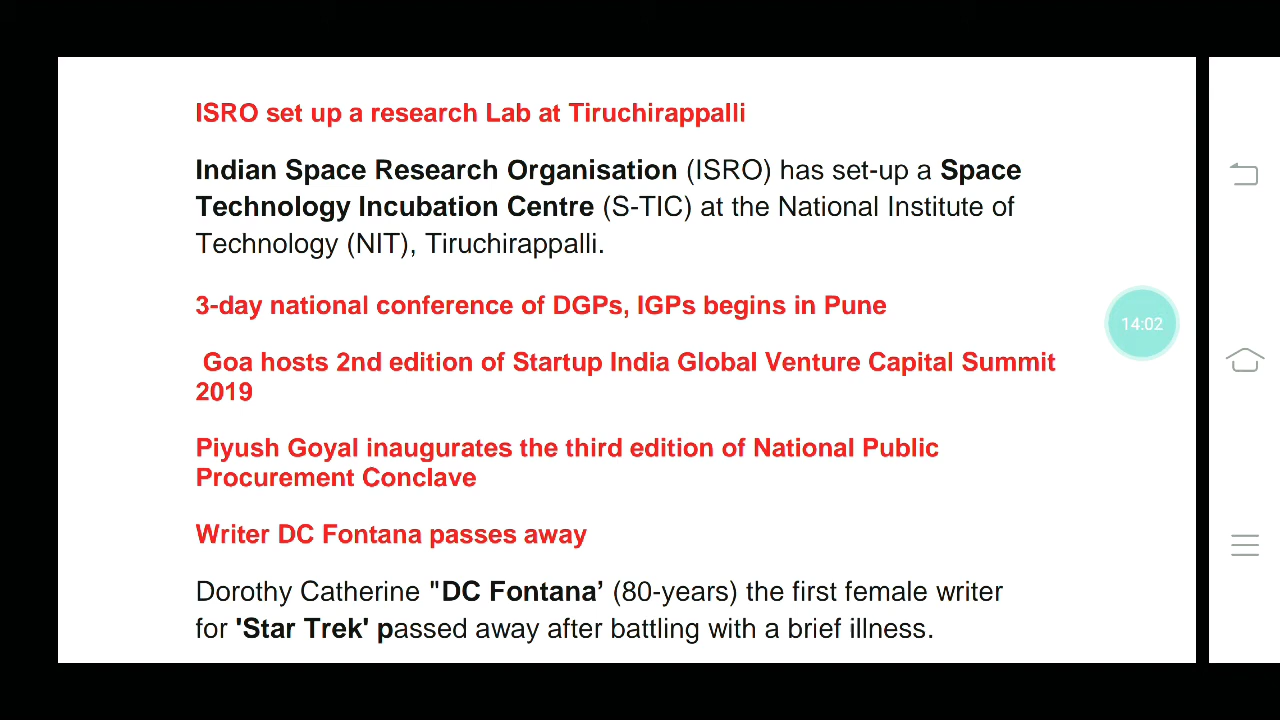 ISRO set up a research Lab at Tiruchirappalli
Indian Space Research Organisation (ISRO) has set-up a Space
Technology Incubation Centre (S-TIC) at the National Institute of
Technology (NIT), Tiruchirappalli.
3-day national conference of DGPs, IGPs begins in Pune
Goa hosts 2nd edition of Startup India Global Venture Capital Summit
2019
Piyush Goyal inaugurates the third edition of National Public
Procurement Conclave
Writer DC Fontana passes away
Dorothy Catherine "DC Fontana’ (80-years) the first female writer
for 'Star Trek' passed away after battling with a brief illness.
14:02